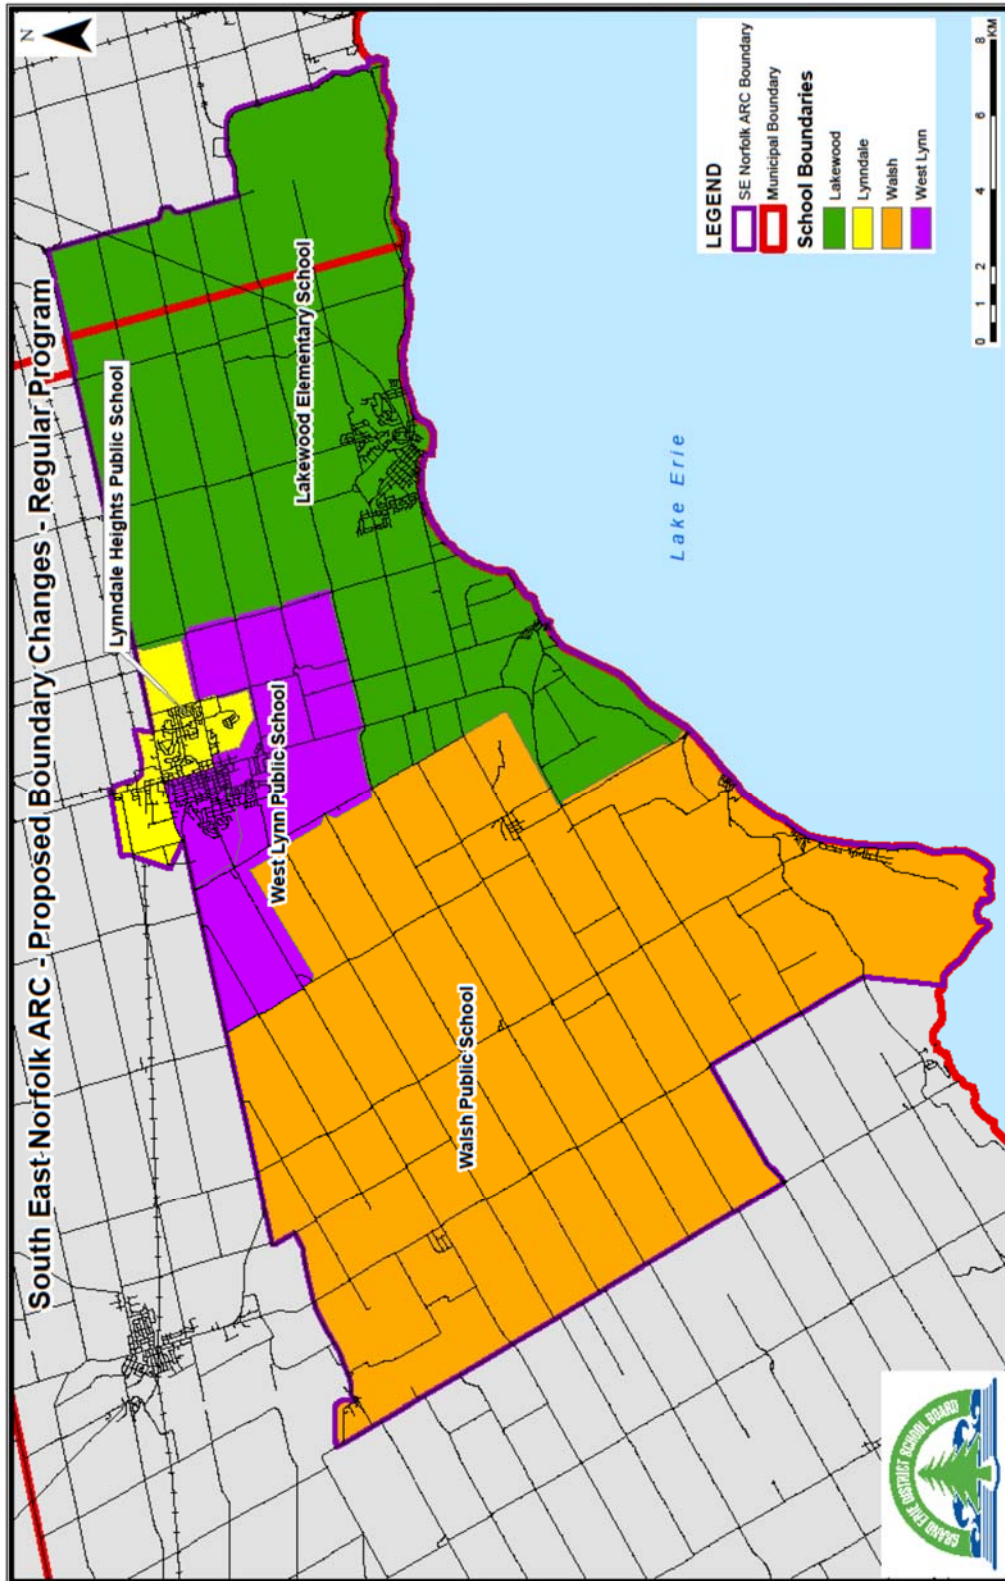 South East Norfolk ARC - Proposed Boundary Changes - Regular Program
N
Lynndale Heights Public School
Lakewood Elementary School
West Lynn Public School
Walsh Public School
Lake Erie
LEGEND
SE Norfolk ARC Boundary
Municipal Boundary
School Boundaries
Lakewood
Lynndale
Walsh
West Lynn
0 1 2 4 6 8
KM
GRAND ERIE DISTRICT SCHOOL BOARD